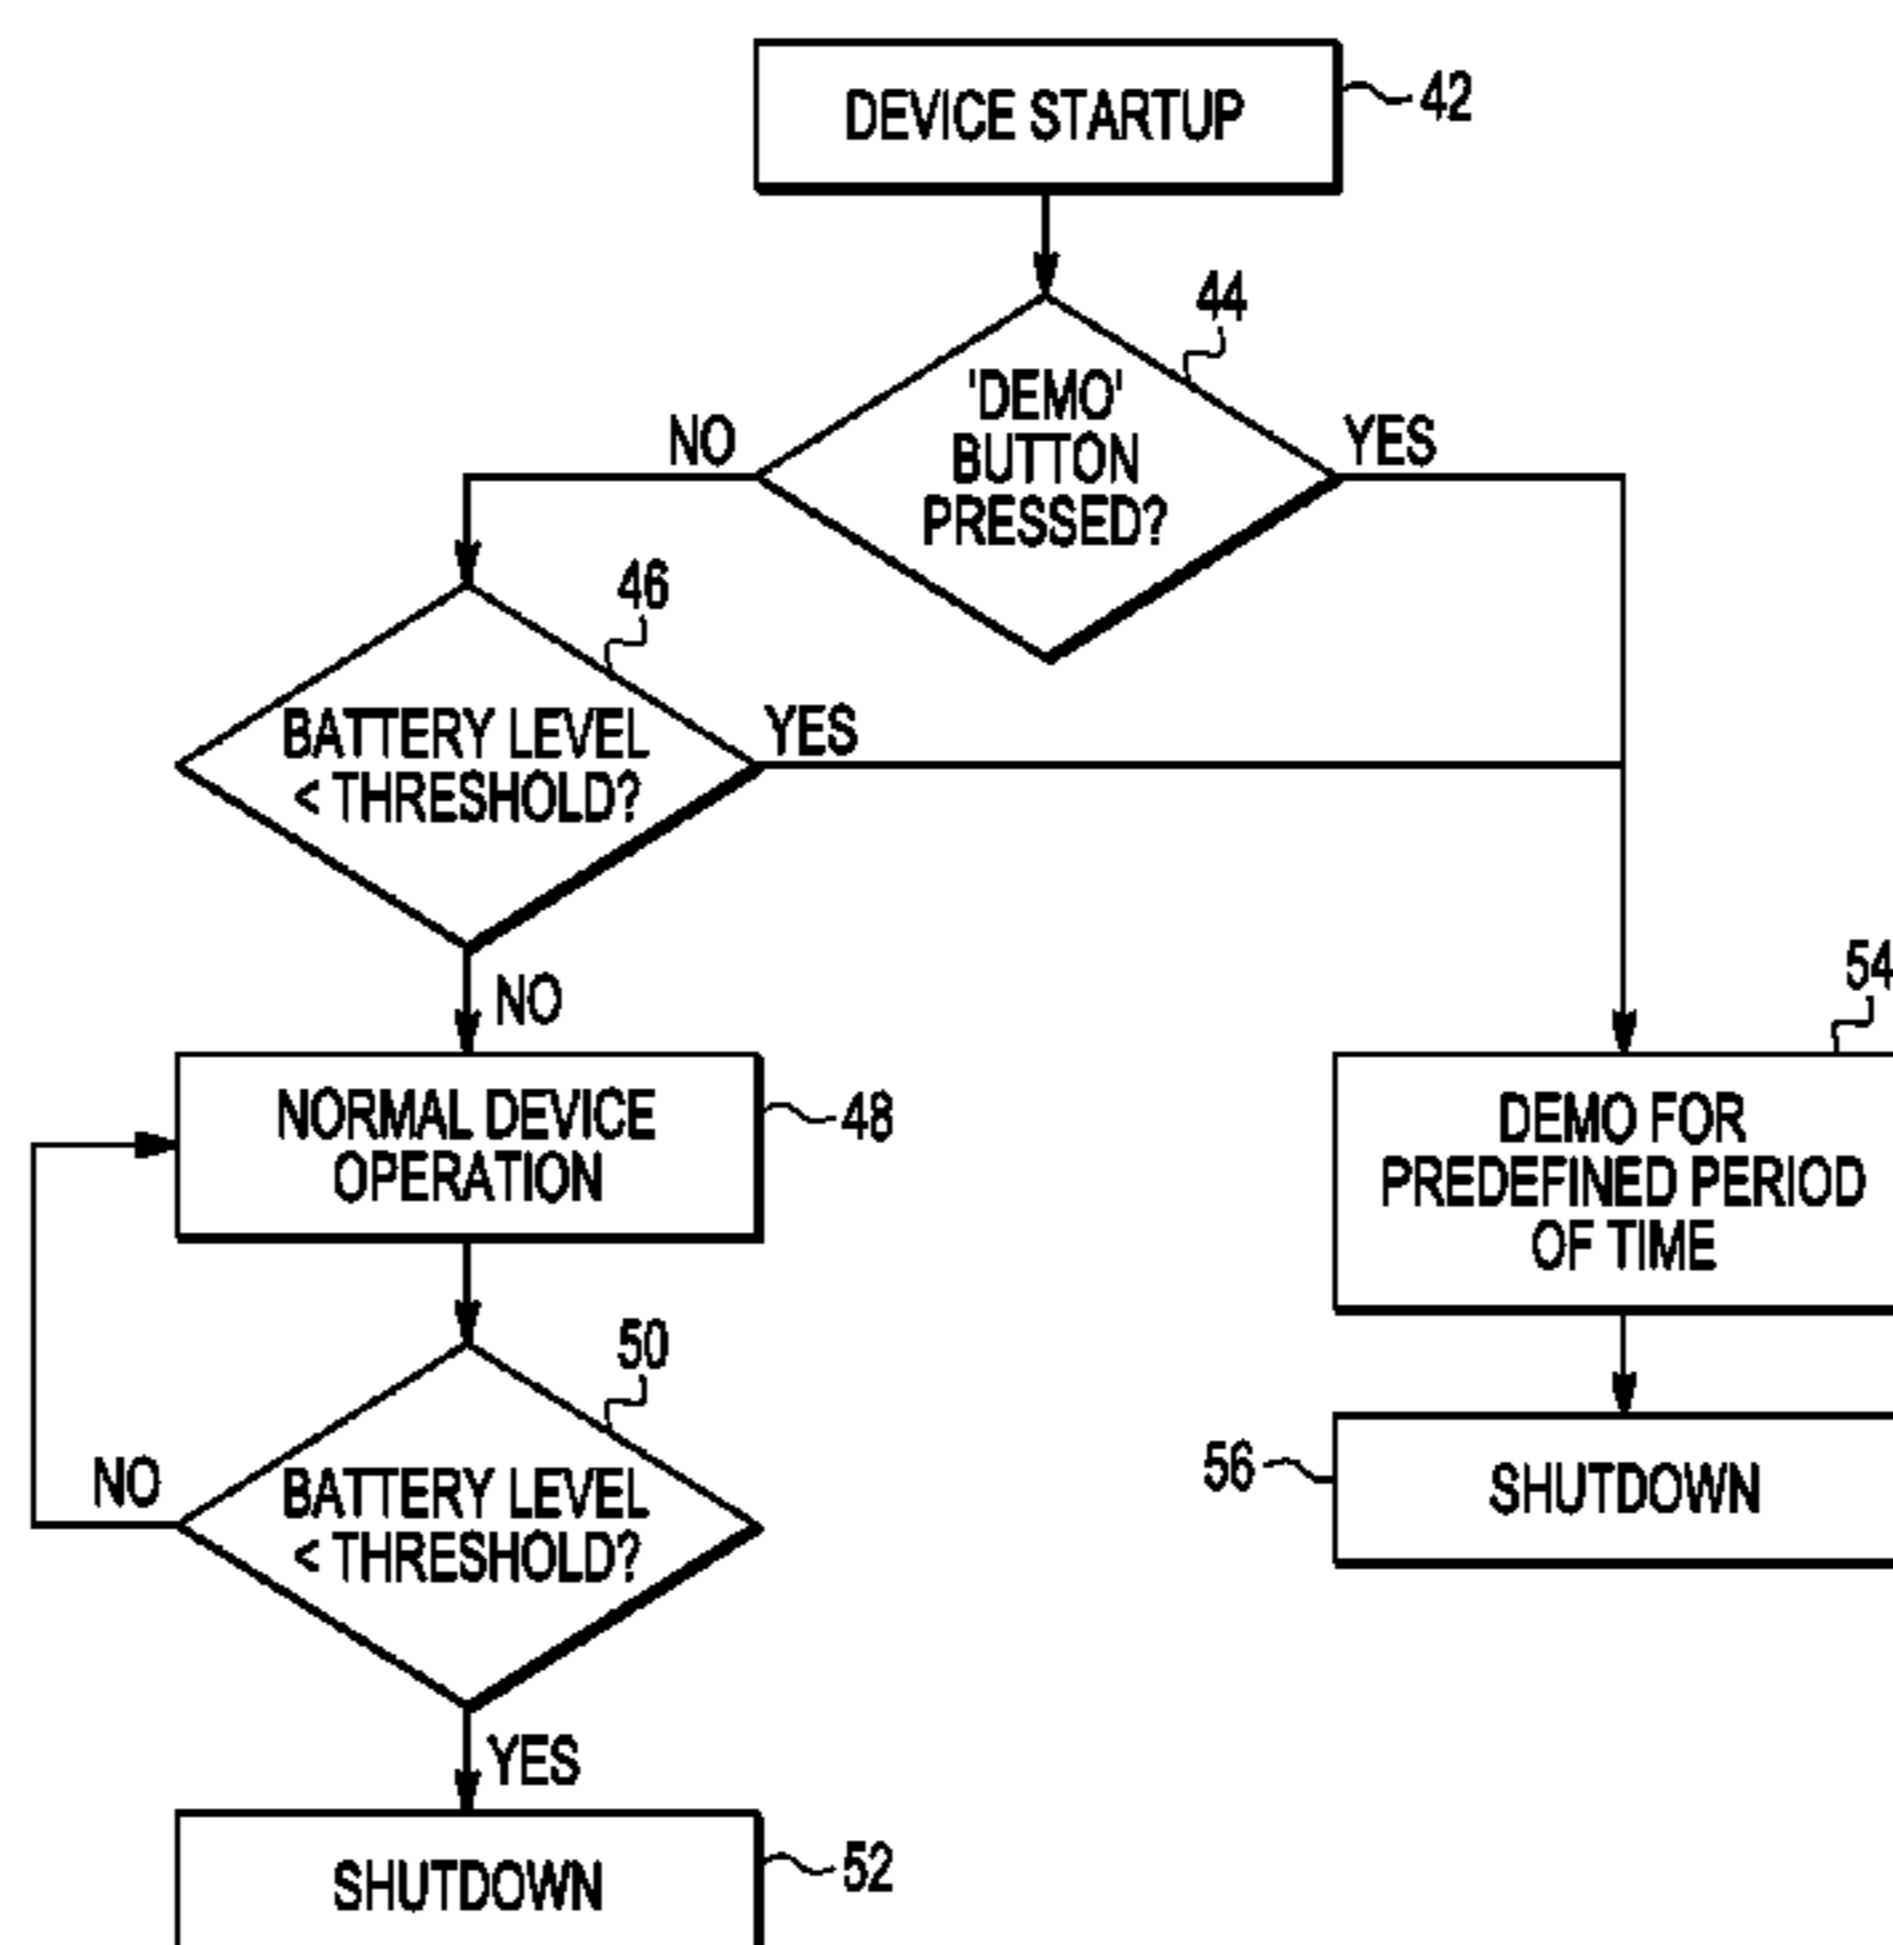 DEVICE STARTUP
42
44
'DEMO'
BUTTON
PRESSED?
NO
YES
46
BATTERY LEVEL
< THRESHOLD?
YES
NO
54
NORMAL DEVICE
OPERATION
48
DEMO FOR
PREDEFINED PERIOD
OF TIME
50
BATTERY LEVEL
< THRESHOLD?
NO
56
SHUTDOWN
YES
SHUTDOWN
52